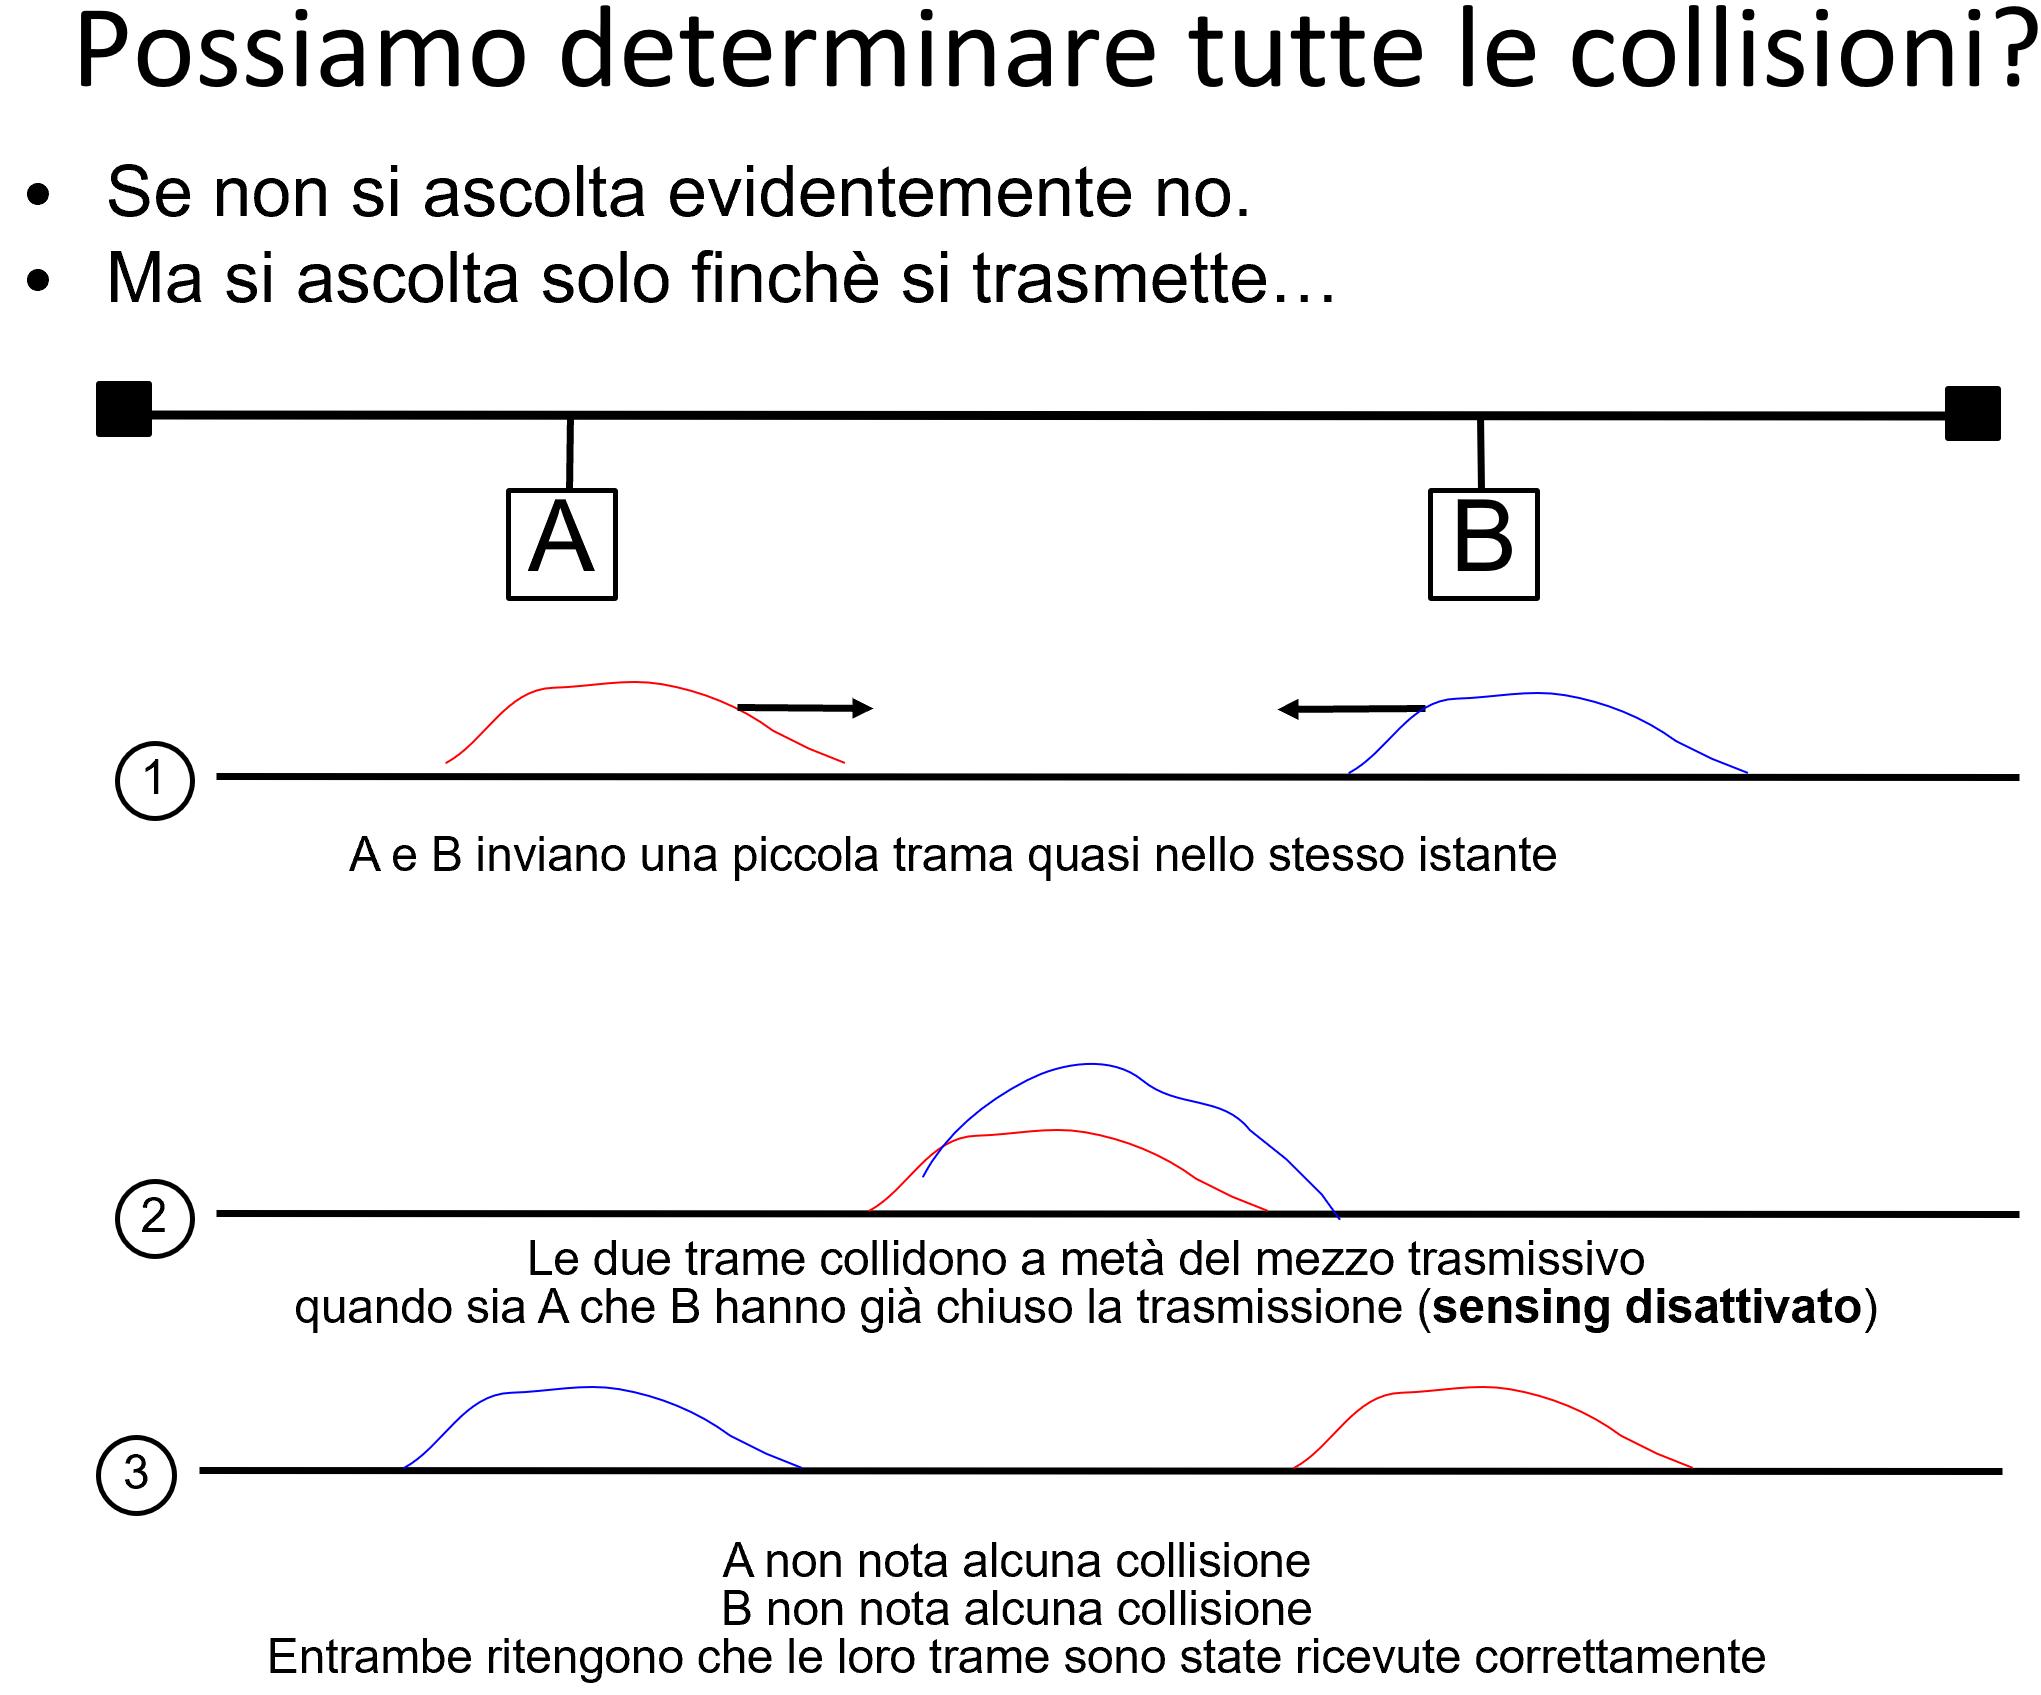 Possiamo determinare tutte le collisioni?
• Se non si ascolta evidentemente no.
• Ma si ascolta solo finchè si trasmette…
A
B
1
A e B inviano una piccola trama quasi nello stesso istante
2
Le due trame collidono a metà del mezzo trasmissivo
quando sia A che B hanno già chiuso la trasmissione (sensing disattivato)
3
A non nota alcuna collisione
B non nota alcuna collisione
Entrambe ritengono che le loro trame sono state ricevute correttamente